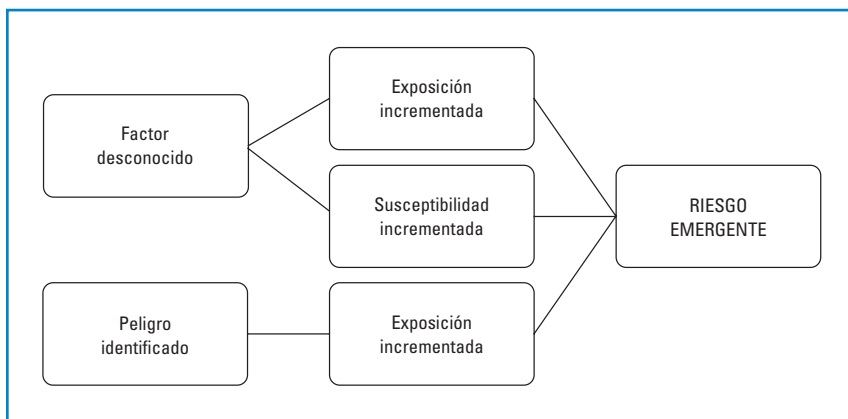 Factor
desconocido
Exposición
incrementada
Susceptibilidad
incrementada
RIESGO
EMERGENTE
Peligro
identificado
Exposición
incrementada